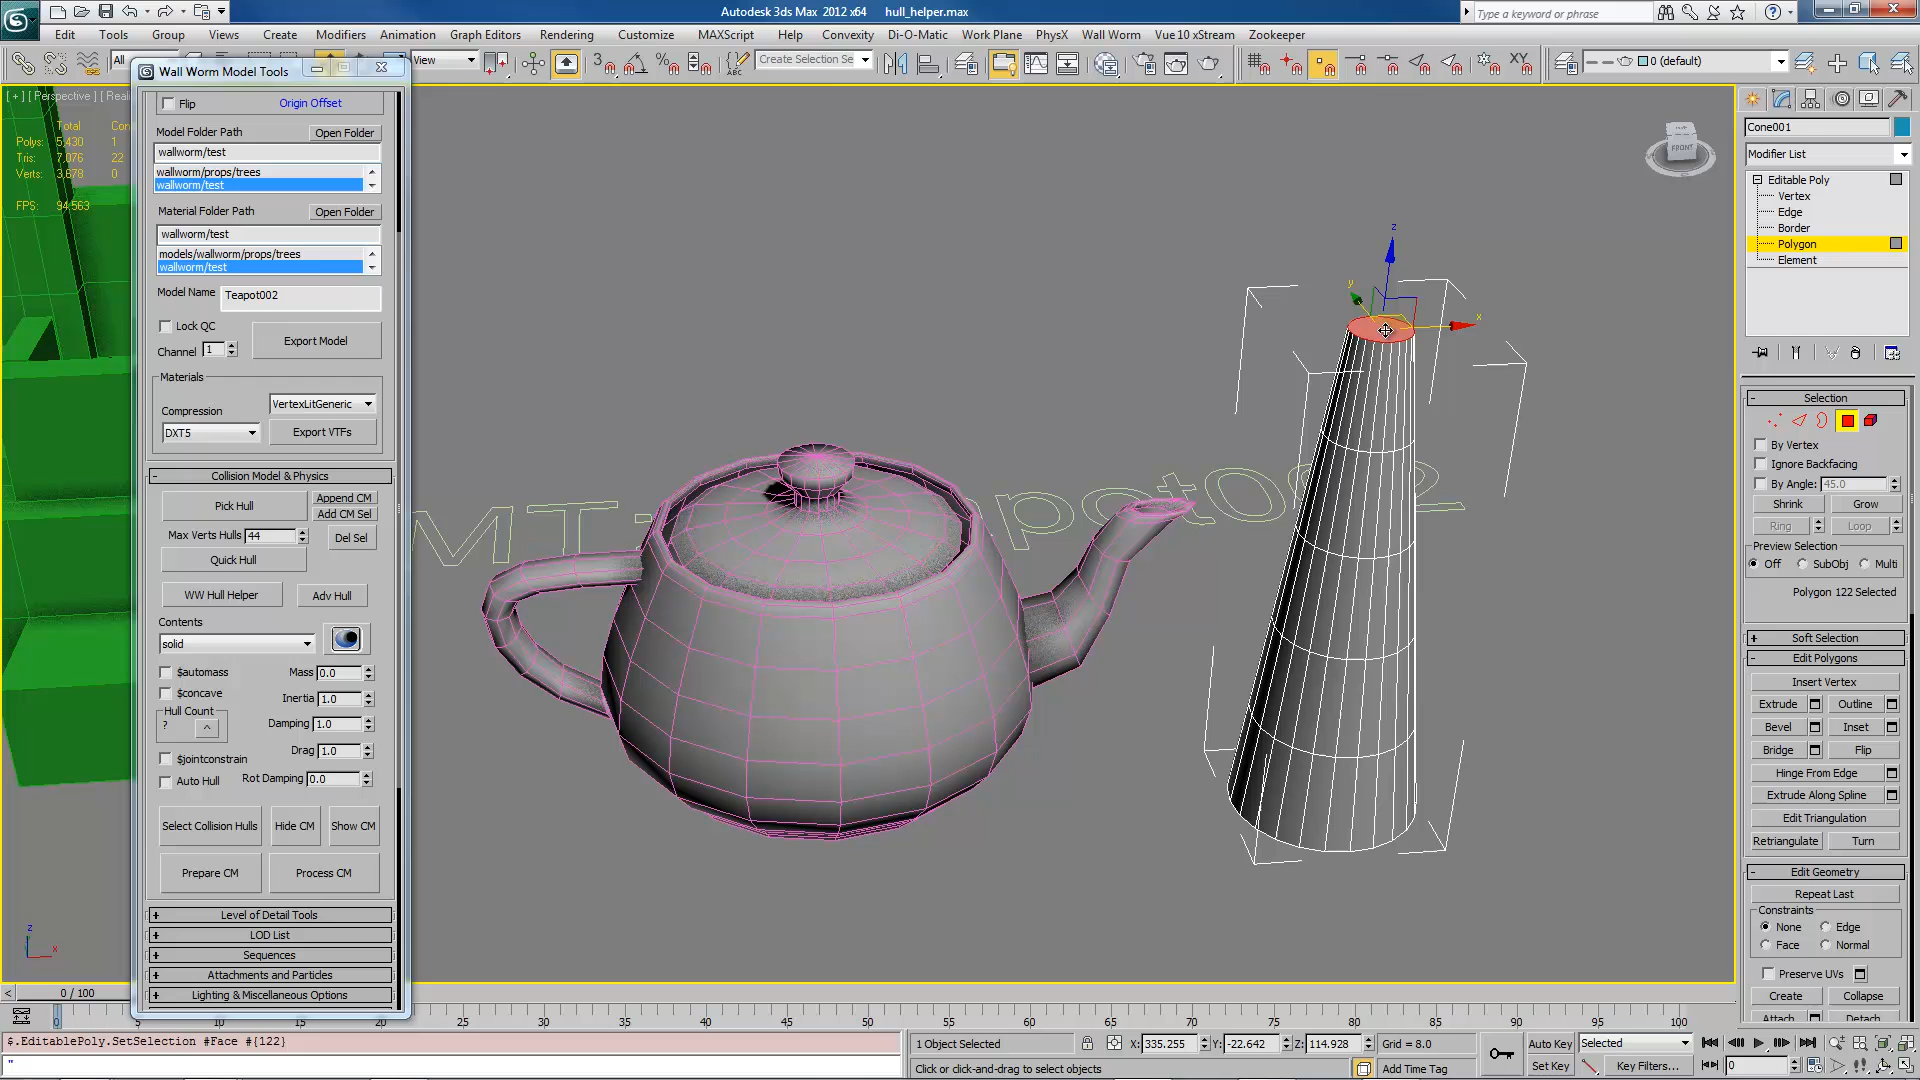 Autodesk 3ds Max 2012 x64 hull_helper.max
Type a keyword or phrase
Edit Tools Group Views Create Modifiers Animation Graph Editors Rendering Customize MAXScript Help Convexity Di-O-Matic Work Plane PhysX Wall Worm Vue 10 xStream Zookeeper
All
View
Create Selection Se
0 (default)
[ + ] [ Perspective ] [ Reali
Total
Polys: 5,430 1
Tris: 7,076 22
Verts: 3,678 0
FPS: 94.563
Wall Worm Model Tools
Flip Origin Offset
Model Folder Path Open Folder
wallworm/test
wallworm/props/trees
wallworm/test
Material Folder Path Open Folder
wallworm/test
models/wallworm/props/trees
wallworm/test
Model Name Teapot002
Lock QC
Export Model
Channel 1
Materials
Compression VertexLitGeneric
DXT5 Export VTFs
- Collision Model & Physics
Pick Hull Append CM
Add CM Sel
Max Verts Hulls 44 Del Sel
Quick Hull
WW Hull Helper Adv Hull
Contents
solid
$automass Mass 0.0
$concave Inertia 1.0
Hull Count
? ^ Damping 1.0
Drag 1.0
$jointconstrain
Auto Hull Rot Damping 0.0
Select Collision Hulls Hide CM Show CM
Prepare CM Process CM
+ Level of Detail Tools
+ LOD List
+ Sequences
+ Attachments and Particles
+ Lighting & Miscellaneous Options
z
y
x
FRONT
z
x
Cone001
Modifier List
Editable Poly
Vertex
Edge
Border
Polygon
Element
- Selection
By Vertex
Ignore Backfacing
By Angle: 45.0
Shrink Grow
Ring Loop
Preview Selection
Off SubObj Multi
Polygon 122 Selected
+ Soft Selection
- Edit Polygons
Insert Vertex
Extrude Outline
Bevel Inset
Bridge Flip
Hinge From Edge
Extrude Along Spline
Edit Triangulation
Retriangulate Turn
- Edit Geometry
Repeat Last
Constraints
None Edge
Face Normal
Preserve UVs
Create Collapse
Attach Detach
0 / 100
5 10 15 20 25 30 35 40 45 50 55 60 65 70 75 80 85 90 95 100
$.EditablePoly.SetSelection #Face #{122}
"
1 Object Selected X: 335.255 Y: -22.642 Z: 114.928 Grid = 8.0
Click or click-and-drag to select objects Add Time Tag
Auto Key Selected
Set Key Key Filters...
0